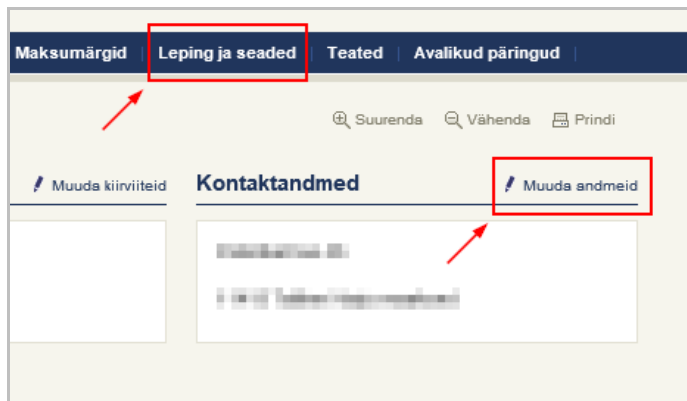 Maksumärgid Leping ja seaded Teated Avalikud päringud
Suurenda Vähenda Prindi
Muuda kiirviiteid Kontaktandmed Muuda andmeid